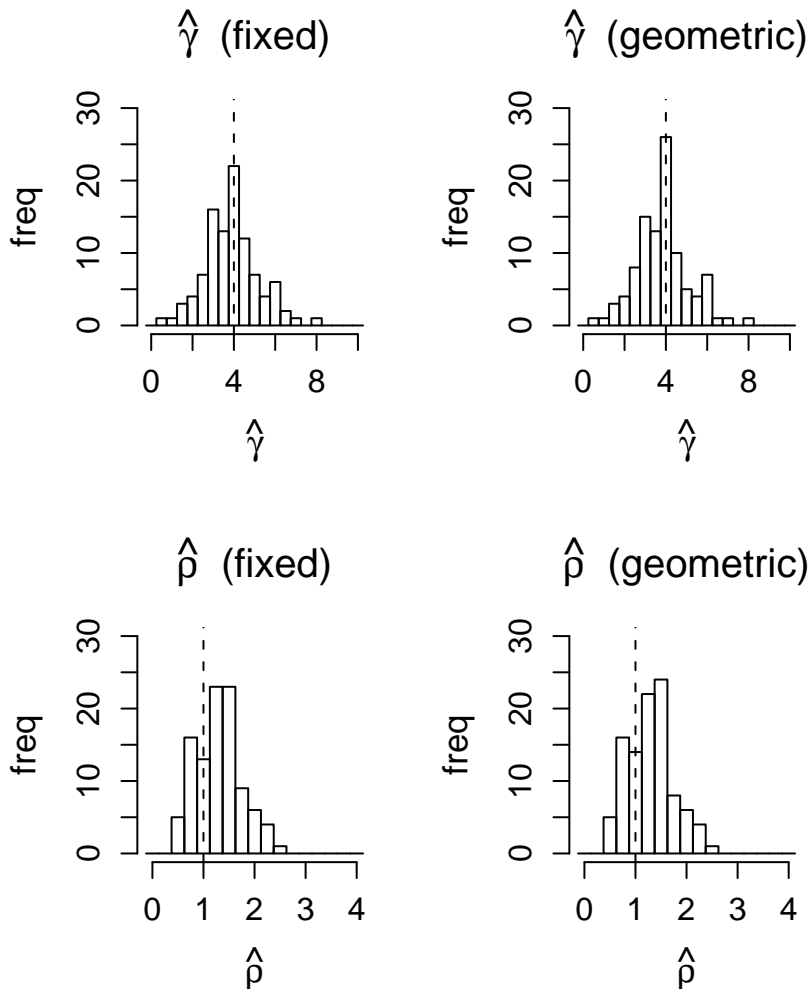 γ̂ (fixed)
freq
0 10 20 30
0 4 8
γ̂
γ̂ (geometric)
freq
0 10 20 30
0 4 8
γ̂
ρ̂ (fixed)
freq
0 10 20 30
0 1 2 3 4
ρ̂
ρ̂ (geometric)
freq
0 10 20 30
0 1 2 3 4
ρ̂